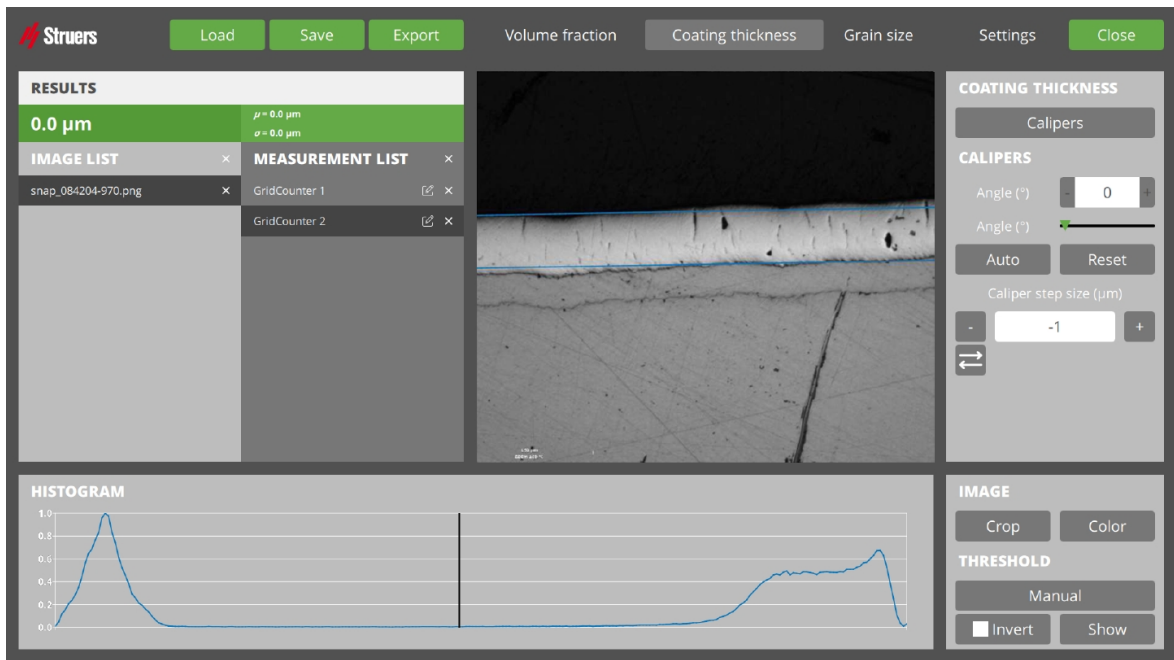 Struers
Load
Save
Export
Volume fraction
Coating thickness
Grain size
Settings
Close
RESULTS
0.0 µm
µ = 0.0 µm
σ = 0.0 µm
IMAGE LIST ×
MEASUREMENT LIST ×
snap_084204-970.png ×
GridCounter 1 ×
GridCounter 2 ×
COATING THICKNESS
Calipers
CALIPERS
Angle (°) - 0 +
Angle (°)
Auto
Reset
Caliper step size (µm)
- -1 +
HISTOGRAM
1.0
0.8
0.6
0.4
0.2
0.0
IMAGE
Crop
Color
THRESHOLD
Manual
Invert
Show